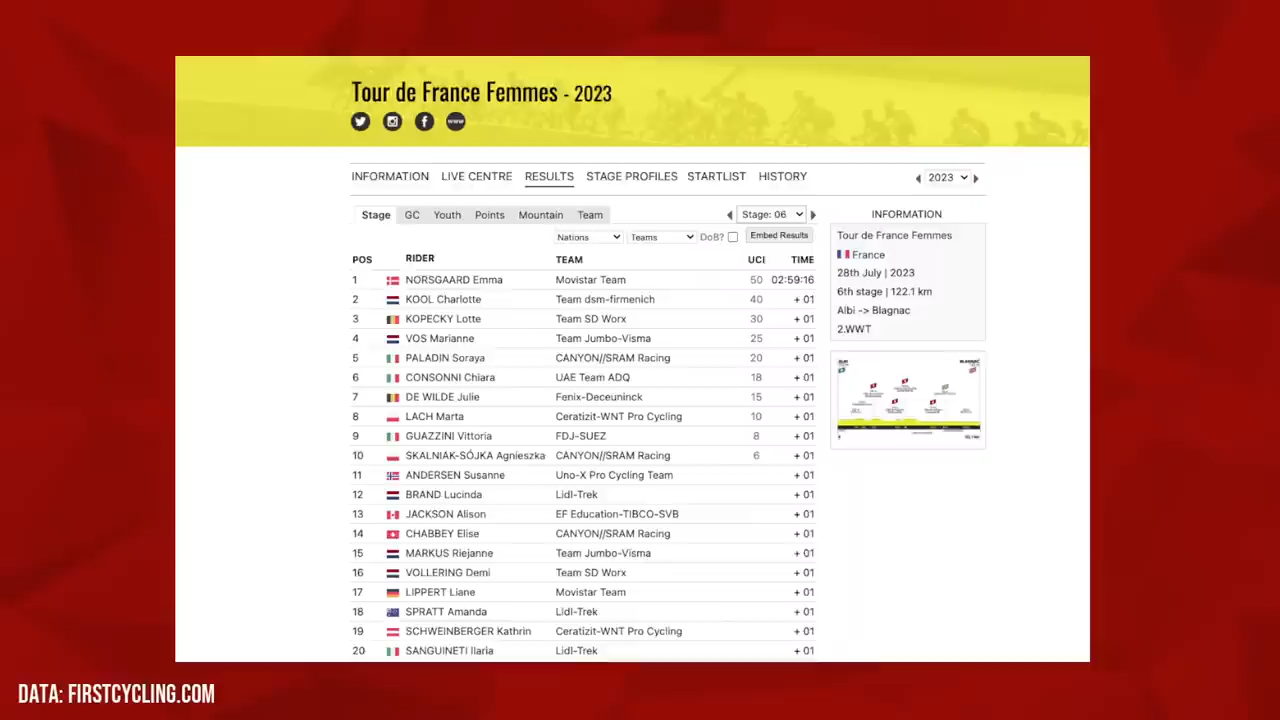 Tour de France Femmes - 2023
www
INFORMATION LIVE CENTRE RESULTS STAGE PROFILES STARTLIST HISTORY 2023
Stage GC Youth Points Mountain Team Stage: 06
Nations Teams DoB? Embed Results
POS RIDER TEAM UCI TIME
1 NORSGAARD Emma Movistar Team 50 02:59:16
2 KOOL Charlotte Team dsm-firmenich 40 + 01
3 KOPECKY Lotte Team SD Worx 30 + 01
4 VOS Marianne Team Jumbo-Visma 25 + 01
5 PALADIN Soraya CANYON//SRAM Racing 20 + 01
6 CONSONNI Chiara UAE Team ADQ 18 + 01
7 DE WILDE Julie Fenix-Deceuninck 15 + 01
8 LACH Marta Ceratizit-WNT Pro Cycling 10 + 01
9 GUAZZINI Vittoria FDJ-SUEZ 8 + 01
10 SKALNIAK-SÓJKA Agnieszka CANYON//SRAM Racing 6 + 01
11 ANDERSEN Susanne Uno-X Pro Cycling Team + 01
12 BRAND Lucinda Lidl-Trek + 01
13 JACKSON Alison EF Education-TIBCO-SVB + 01
14 CHABBEY Elise CANYON//SRAM Racing + 01
15 MARKUS Riejanne Team Jumbo-Visma + 01
16 VOLLERING Demi Team SD Worx + 01
17 LIPPERT Liane Movistar Team + 01
18 SPRATT Amanda Lidl-Trek + 01
19 SCHWEINBERGER Kathrin Ceratizit-WNT Pro Cycling + 01
20 SANGUINETI Ilaria Lidl-Trek + 01
INFORMATION
Tour de France Femmes
France
28th July | 2023
6th stage | 122.1 km
Albi -> Blagnac
2.WWT
DATA: FIRSTCYCLING.COM